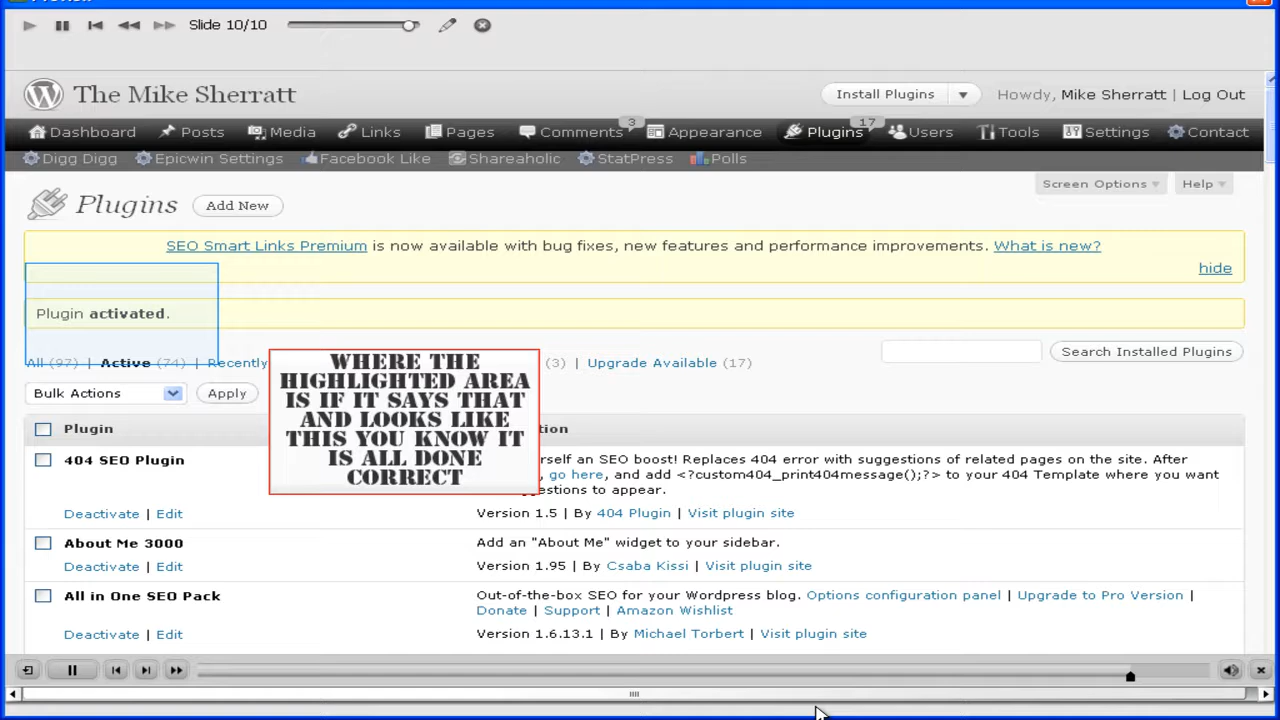 Slide 10/10
The Mike Sherratt
Install Plugins
Howdy, Mike Sherratt | Log Out
Dashboard Posts Media Links Pages Comments 3 Appearance Plugins 17 Users Tools Settings Contact
Digg Digg Epicwin Settings Facebook Like Shareaholic StatPress Polls
Screen Options Help
Plugins Add New
SEO Smart Links Premium is now available with bug fixes, new features and performance improvements. What is new?
hide
Plugin activated.
All (97) | Active (74) | Recently (3) | Upgrade Available (17)
Search Installed Plugins
Bulk Actions Apply
WHERE THE
HIGHLIGHTED AREA
IS IF IT SAYS THAT
AND LOOKS LIKE
THIS YOU KNOW IT
IS ALL DONE
CORRECT
Plugin
404 SEO Plugin
an SEO boost! Replaces 404 error with suggestions of related pages on the site. After
go here, and add <?custom404_print404message();?> to your 404 Template where you want
to appear.
Deactivate | Edit
Version 1.5 | By 404 Plugin | Visit plugin site
About Me 3000
Add an "About Me" widget to your sidebar.
Deactivate | Edit
Version 1.95 | By Csaba Kissi | Visit plugin site
All in One SEO Pack
Out-of-the-box SEO for your Wordpress blog. Options configuration panel | Upgrade to Pro Version |
Donate | Support | Amazon Wishlist
Deactivate | Edit
Version 1.6.13.1 | By Michael Torbert | Visit plugin site